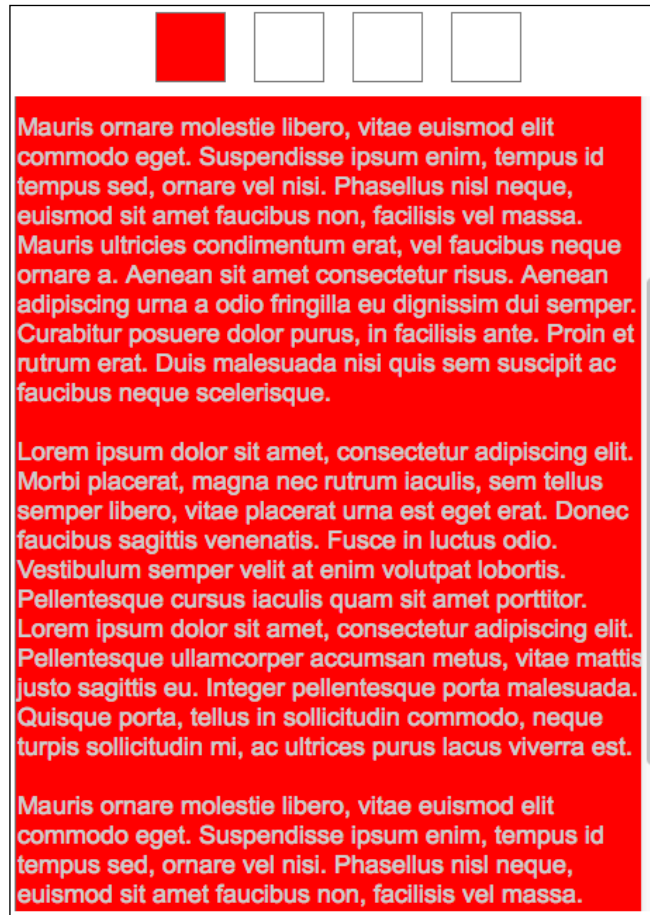 Mauris ornare molestie libero, vitae euismod elit
commodo eget. Suspendisse ipsum enim, tempus id
tempus sed, ornare vel nisi. Phasellus nisl neque,
euismod sit amet faucibus non, facilisis vel massa.
Mauris ultricies condimentum erat, vel faucibus neque
ornare a. Aenean sit amet consectetur risus. Aenean
adipiscing urna a odio fringilla eu dignissim dui semper.
Curabitur posuere dolor purus, in facilisis ante. Proin et
rutrum erat. Duis malesuada nisi quis sem suscipit ac
faucibus neque scelerisque.
Lorem ipsum dolor sit amet, consectetur adipiscing elit.
Morbi placerat, magna nec rutrum iaculis, sem tellus
semper libero, vitae placerat urna est eget erat. Donec
faucibus sagittis venenatis. Fusce in luctus odio.
Vestibulum semper velit at enim volutpat lobortis.
Pellentesque cursus iaculis quam sit amet porttitor.
Lorem ipsum dolor sit amet, consectetur adipiscing elit.
Pellentesque ullamcorper accumsan metus, vitae mattis
justo sagittis eu. Integer pellentesque porta malesuada.
Quisque porta, tellus in sollicitudin commodo, neque
turpis sollicitudin mi, ac ultrices purus lacus viverra est.
Mauris ornare molestie libero, vitae euismod elit
commodo eget. Suspendisse ipsum enim, tempus id
tempus sed, ornare vel nisi. Phasellus nisl neque,
euismod sit amet faucibus non, facilisis vel massa.